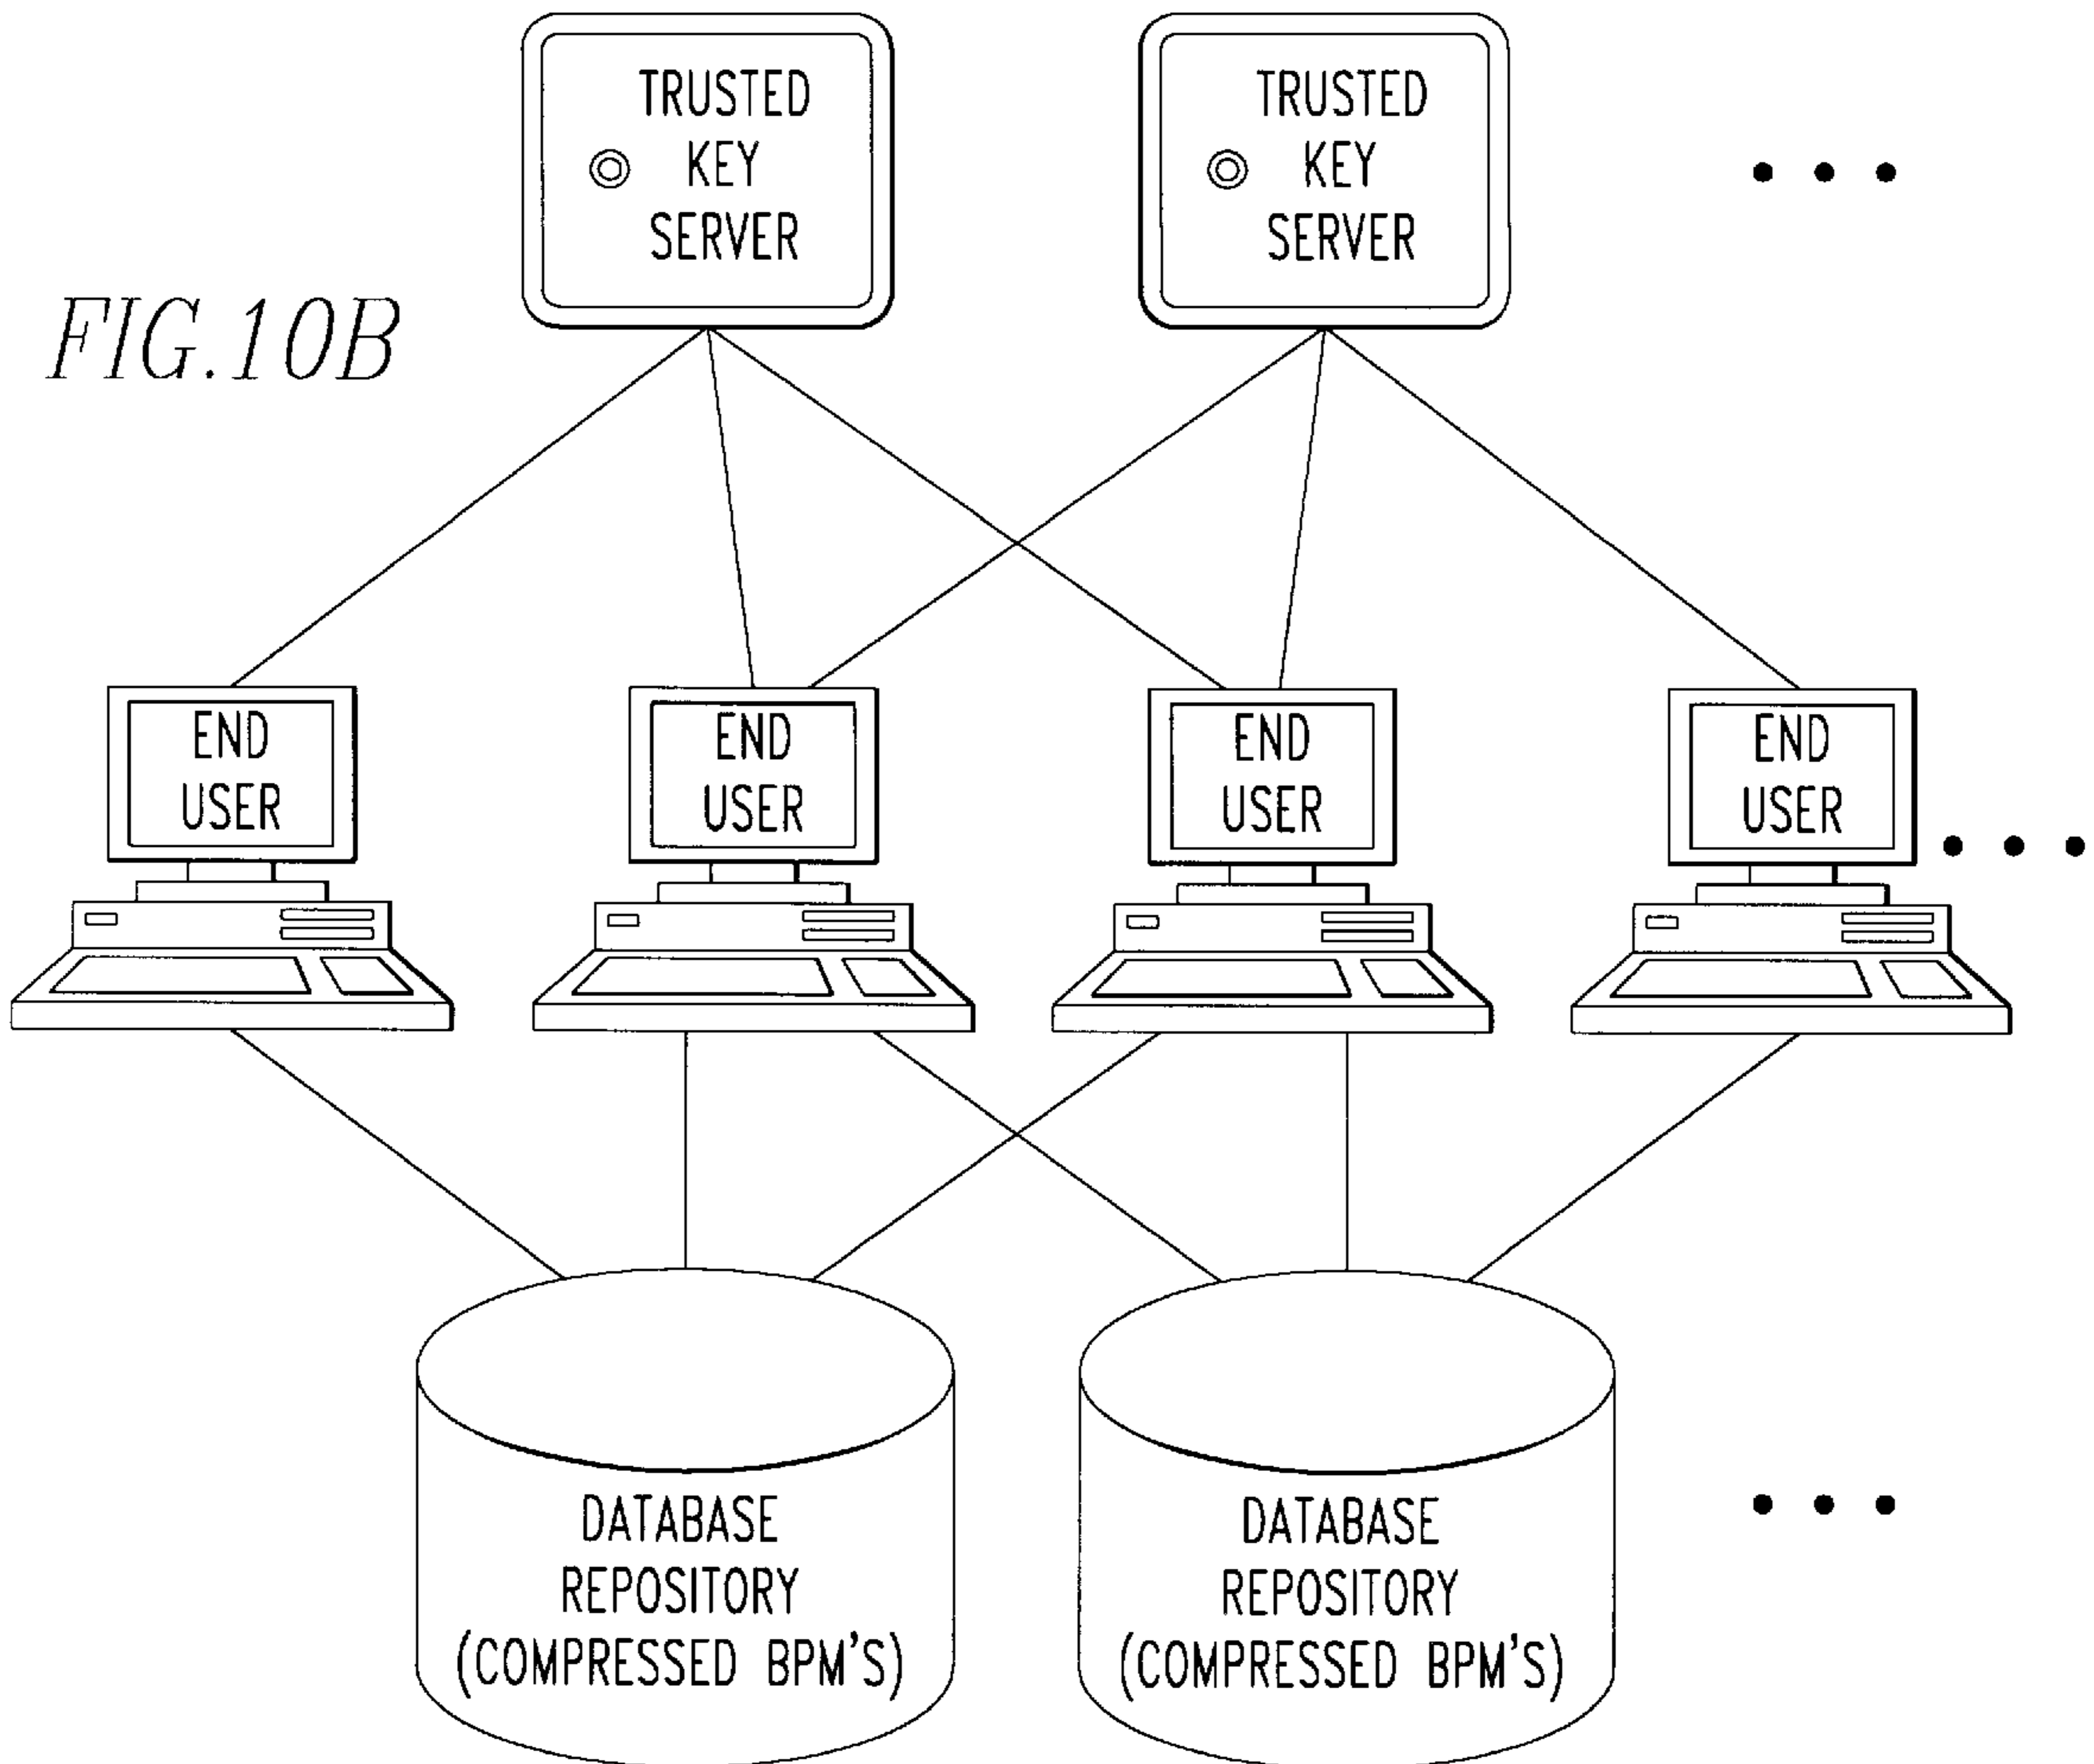 TRUSTED
KEY
SERVER
TRUSTED
KEY
SERVER
FIG.10B
END
USER
END
USER
END
USER
END
USER
DATABASE
REPOSITORY
(COMPRESSED BPM'S)
DATABASE
REPOSITORY
(COMPRESSED BPM'S)